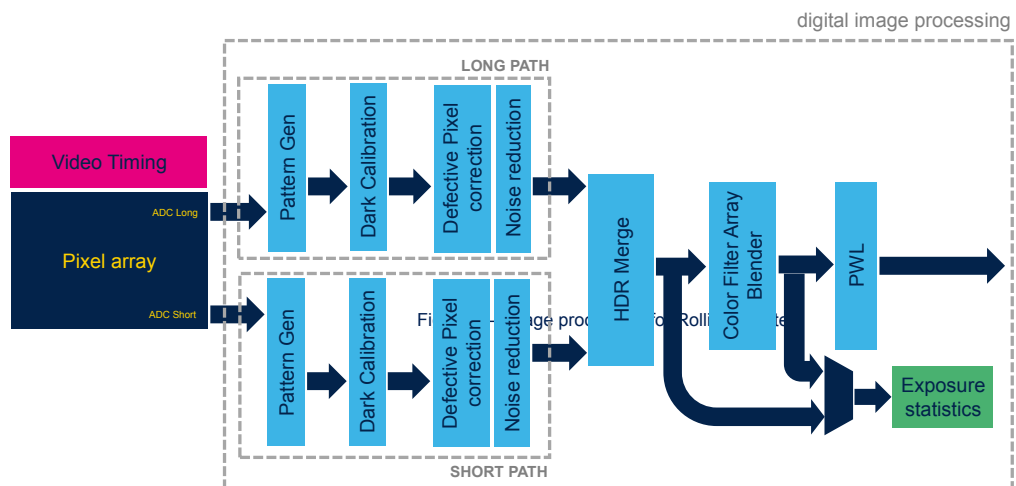 digital image processing
LONG PATH
Pattern Gen
Dark Calibration
Defective Pixel
correction
Noise reduction
Video Timing
ADC Long
Pixel array
ADC Short
HDR Merge
Color Filter Array
Blender
PWL
Pattern Gen
Dark Calibration
Defective Pixel
correction
Noise reduction
Exposure
statistics
SHORT PATH